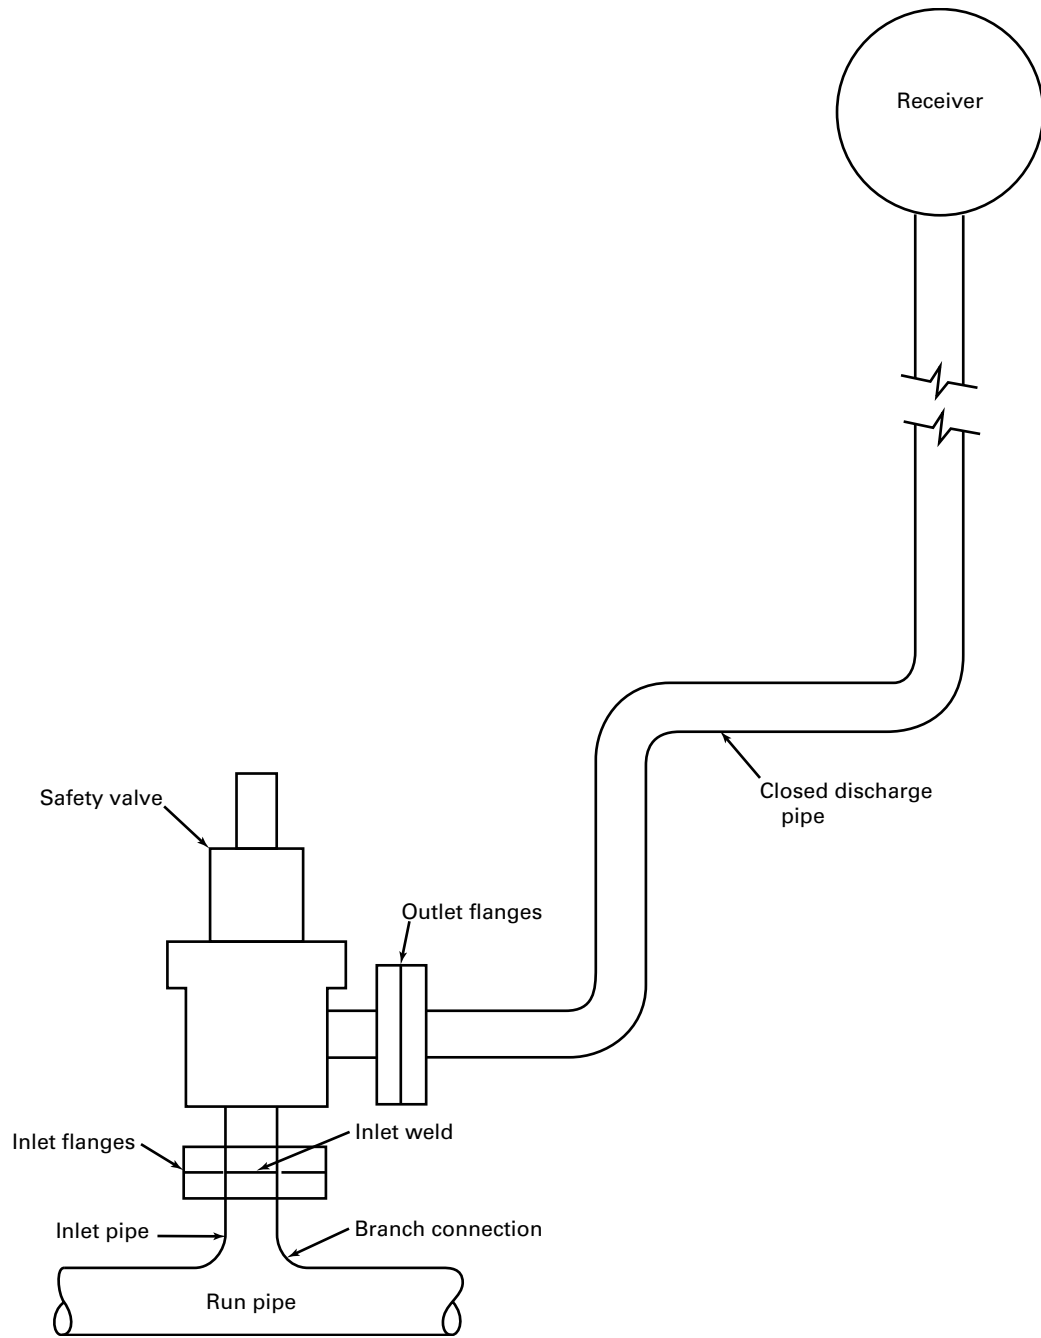 Receiver
Safety valve
Closed discharge
pipe
Outlet flanges
Inlet weld
Inlet flanges
Inlet pipe
Branch connection
Run pipe